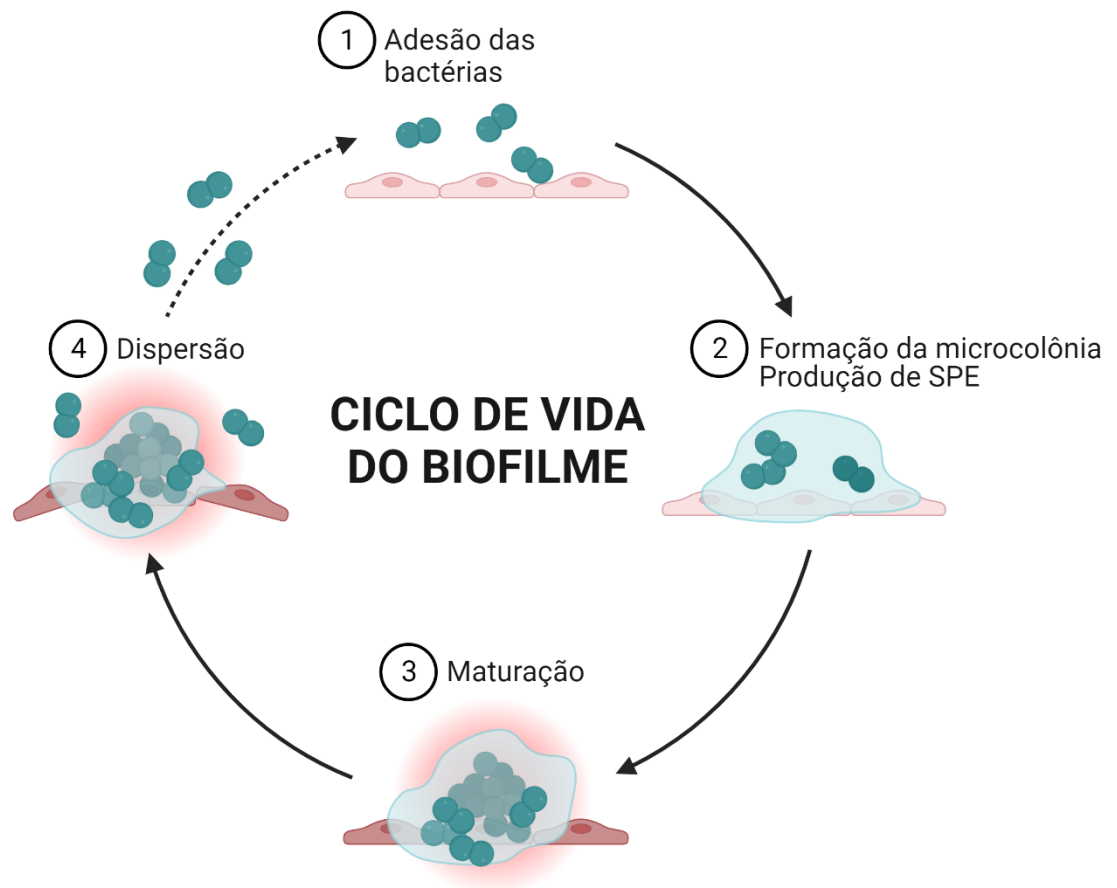 1 Adesão das
bactérias
2 Formação da microcolônia
Produção de SPE
3 Maturação
4 Dispersão
CICLO DE VIDA
DO BIOFILME